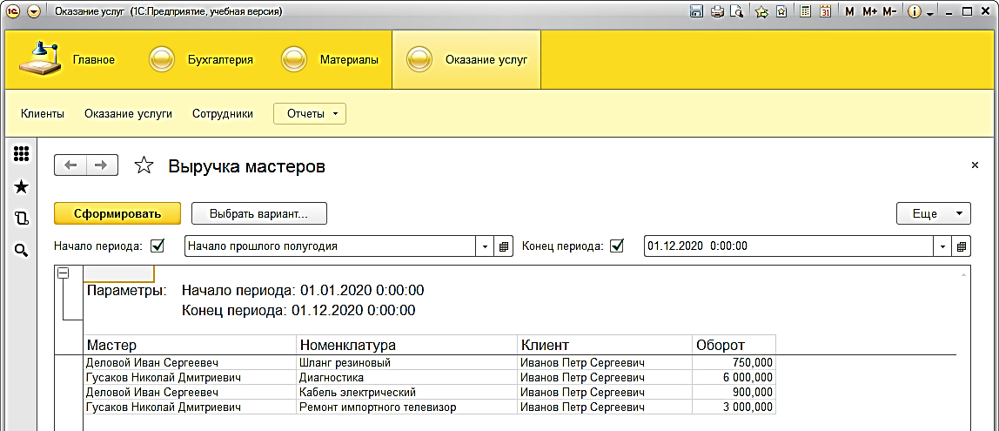 Оказание услуг (1С:Предприятие, учебная версия)
31 M M+ M-
Главное Бухгалтерия Материалы Оказание услуг
Клиенты Оказание услуги Сотрудники Отчеты
Выручка мастеров
Сформировать Выбрать вариант... Еще
Начало периода: Начало прошлого полугодия Конец периода: 01.12.2020 0:00:00
Параметры: Начало периода: 01.01.2020 0:00:00
Конец периода: 01.12.2020 0:00:00
Мастер Номенклатура Клиент Оборот
Деловой Иван Сергеевеч Шланг резиновый Иванов Петр Сергеевич 750,000
Гусаков Николай Дмитриевич Диагностика Иванов Петр Сергеевич 6 000,000
Деловой Иван Сергеевеч Кабель электрический Иванов Петр Сергеевич 900,000
Гусаков Николай Дмитриевич Ремонт импортного телевизор Иванов Петр Сергеевич 3 000,000